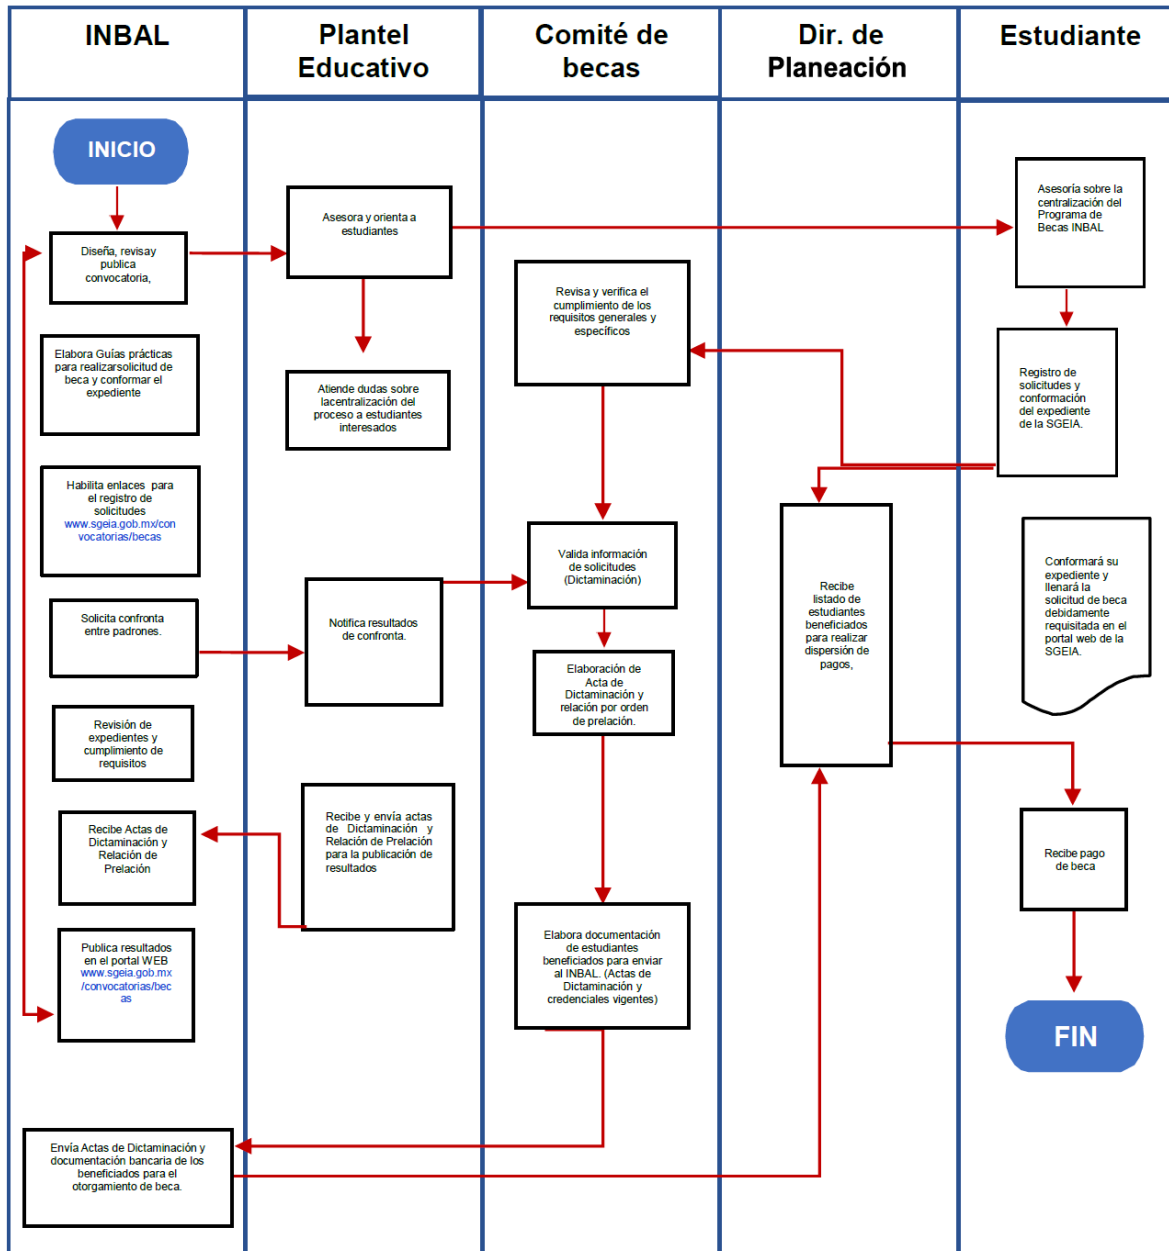 INBAL
Plantel
Educativo
Comité de
becas
Dir. de
Planeación
Estudiante
INICIO
Diseña, revisay
publica
convocatoria,
Elabora Guías prácticas
para realizarsolicitud de
beca y conformar el
expediente
Habilita enlaces para
el registro de
solicitudes
www.sgeia.gob.mx/con
vocatorias/becas
Solicita confronta
entre padrones.
Revisión de
expedientes y
cumplimiento de
requisitos
Recibe Actas de
Dictaminación y
Relación de
Prelación
Publica resultados
en el portal WEB
www.sgeia.gob.mx
/convocatorias/bec
as
Envía Actas de Dictaminación y
documentación bancaria de los
beneficiados para el
otorgamiento de beca.
Asesora y orienta a
estudiantes
Atiende dudas sobre
lacentralización del
proceso a estudiantes
interesados
Notifica resultados
de confronta.
Recibe y envía actas
de Dictaminación y
Relación de Prelación
para la publicación de
resultados
Revisa y verifica el
cumplimiento de los
requisitos generales y
específicos
Valida información
de solicitudes
(Dictaminación)
Elaboración de
Acta de
Dictaminación y
relación por orden
de prelación.
Elabora documentación
de estudiantes
beneficiados para enviar
al INBAL. (Actas de
Dictaminación y
credenciales vigentes)
Recibe
listado de
estudiantes
beneficiados
para realizar
dispersión de
pagos,
Asesoría sobre la
centralización del
Programa de
Becas INBAL
Registro de
solicitudes y
conformación
del expediente
de la SGEIA.
Conformará su
expediente y
llenará la
solicitud de beca
debidamente
requisitada en el
portal web de la
SGEIA.
Recibe pago
de beca
FIN